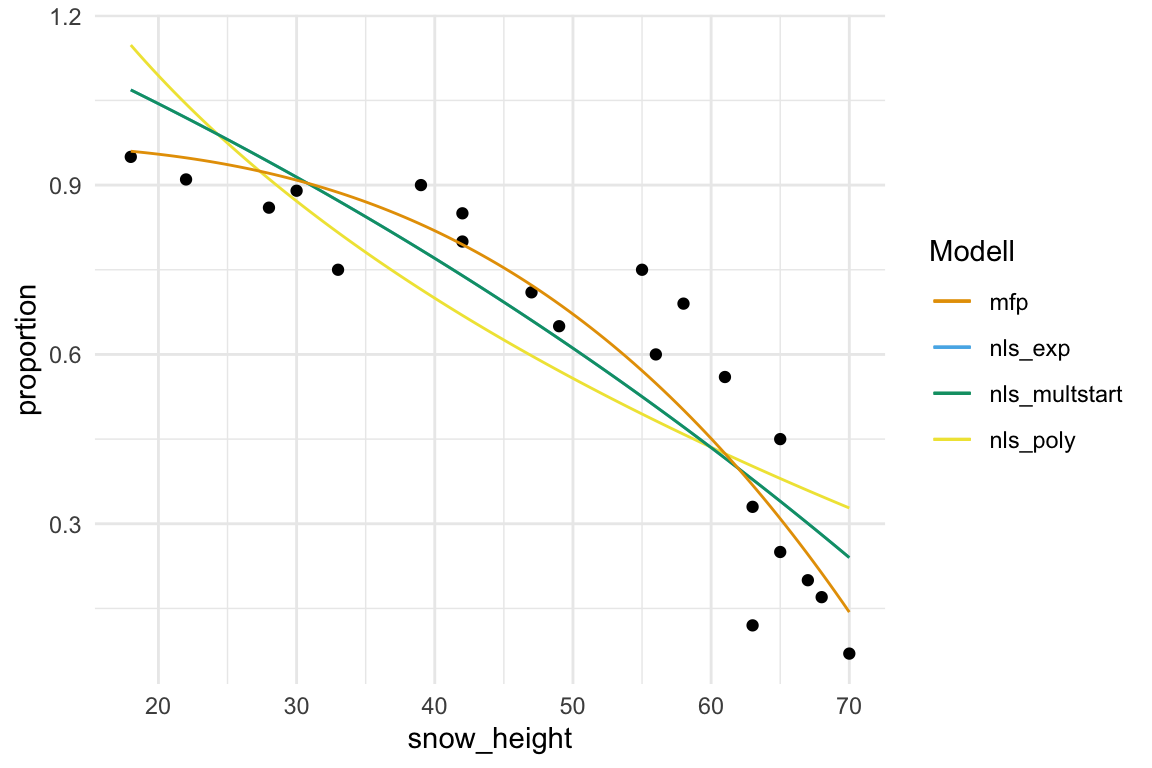 1.2
0.9
0.6
0.3
proportion
20 30 40 50 60 70
snow_height
Modell
mfp
nls_exp
nls_multstart
nls_poly